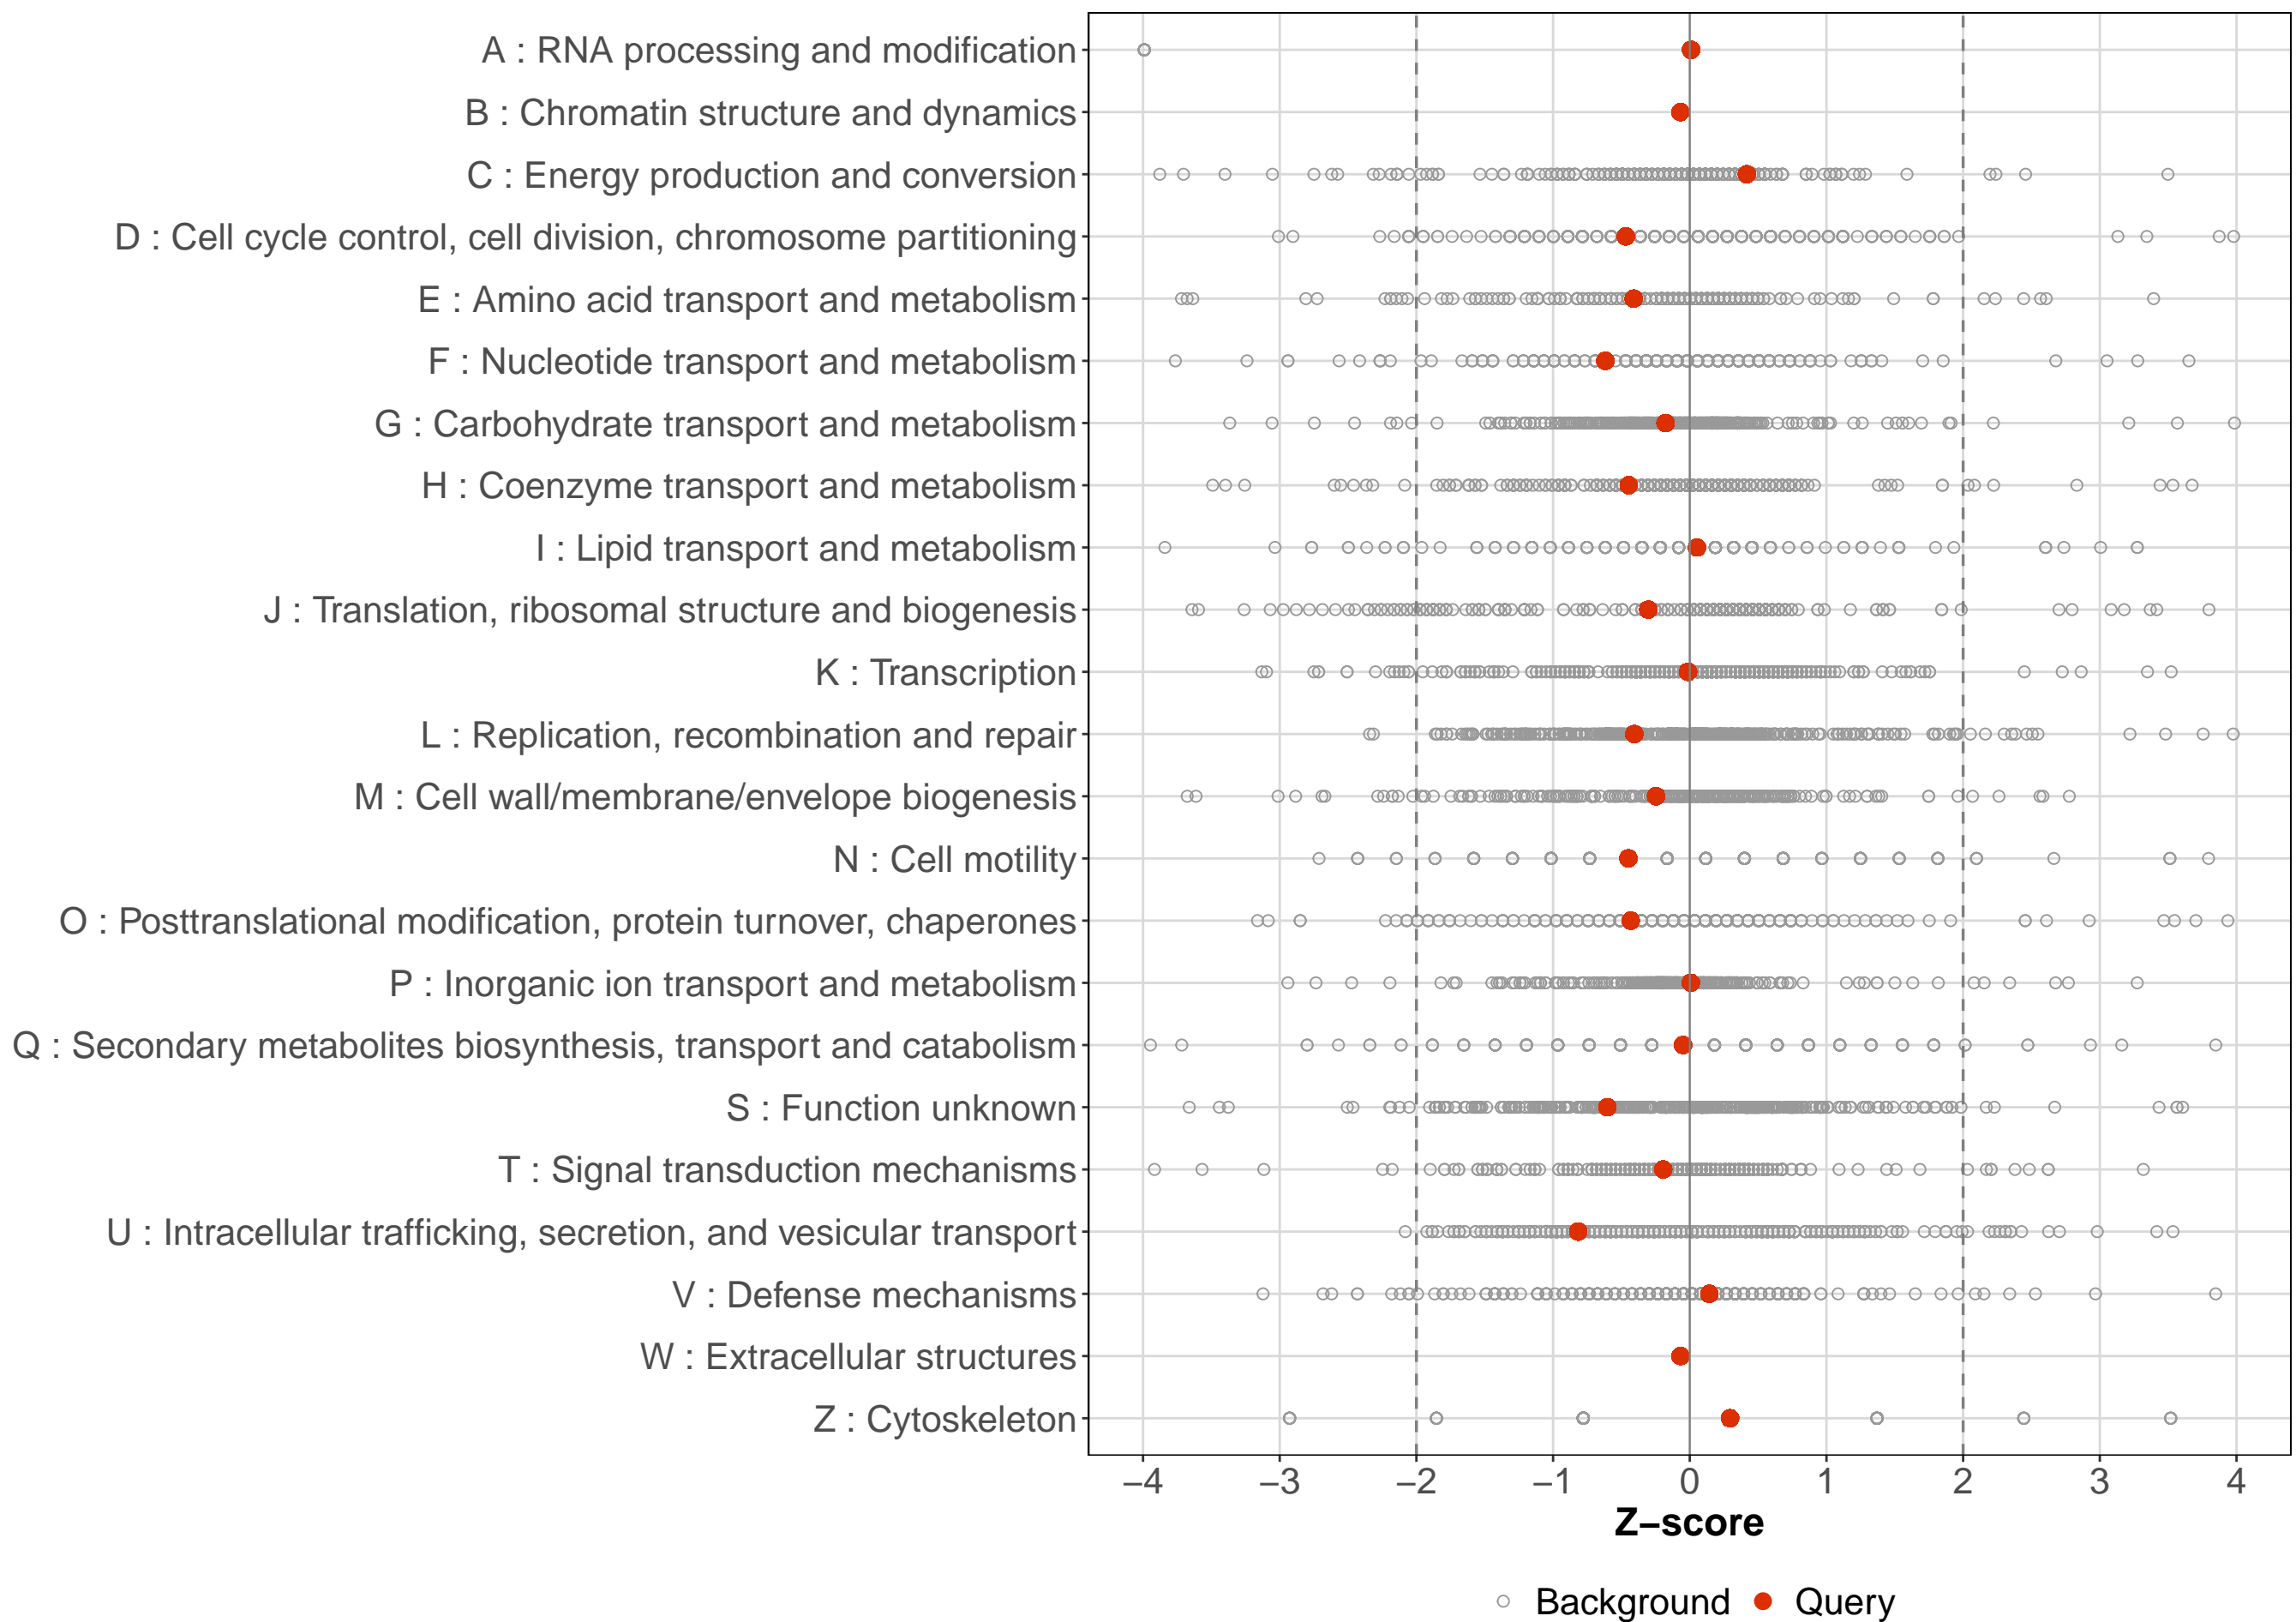 A : RNA processing and modification
B : Chromatin structure and dynamics
C : Energy production and conversion
D : Cell cycle control, cell division, chromosome partitioning
E : Amino acid transport and metabolism
F : Nucleotide transport and metabolism
G : Carbohydrate transport and metabolism
H : Coenzyme transport and metabolism
I : Lipid transport and metabolism
J : Translation, ribosomal structure and biogenesis
K : Transcription
L : Replication, recombination and repair
M : Cell wall/membrane/envelope biogenesis
N : Cell motility
O : Posttranslational modification, protein turnover, chaperones
P : Inorganic ion transport and metabolism
Q : Secondary metabolites biosynthesis, transport and catabolism
S : Function unknown
T : Signal transduction mechanisms
U : Intracellular trafficking, secretion, and vesicular transport
V : Defense mechanisms
W : Extracellular structures
Z : Cytoskeleton
−4 −3 −2 −1 0 1 2 3 4
Z−score
Background Query